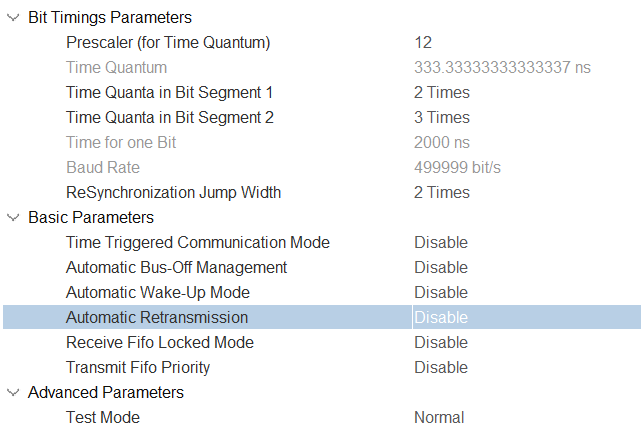 Bit Timings Parameters
Prescaler (for Time Quantum) 12
Time Quantum 333.33333333333337 ns
Time Quanta in Bit Segment 1 2 Times
Time Quanta in Bit Segment 2 3 Times
Time for one Bit 2000 ns
Baud Rate 499999 bit/s
ReSynchronization Jump Width 2 Times
Basic Parameters
Time Triggered Communication Mode Disable
Automatic Bus-Off Management Disable
Automatic Wake-Up Mode Disable
Automatic Retransmission Disable
Receive Fifo Locked Mode Disable
Transmit Fifo Priority Disable
Advanced Parameters
Test Mode Normal